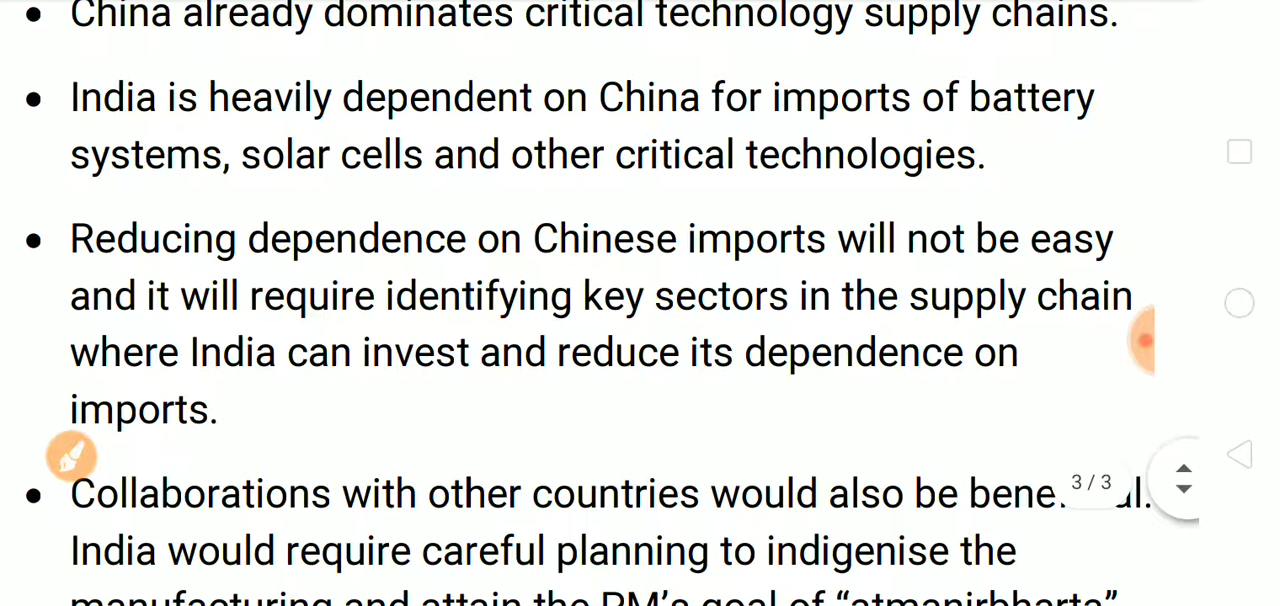 • China already dominates critical technology supply chains.
• India is heavily dependent on China for imports of battery
systems, solar cells and other critical technologies.
• Reducing dependence on Chinese imports will not be easy
and it will require identifying key sectors in the supply chain
where India can invest and reduce its dependence on
imports.
• Collaborations with other countries would also be
3 / 3
India would require careful planning to indigenise the
manufacturing and attain the PM's goal of “atmanirbharta”